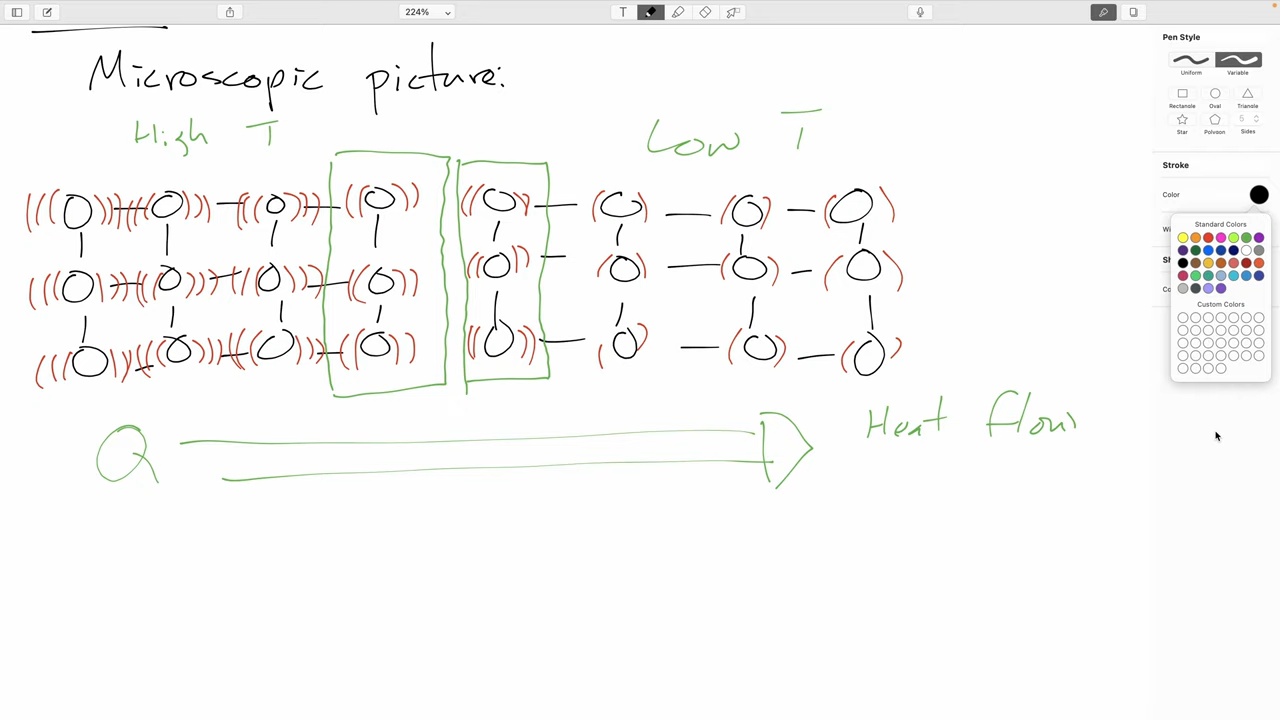 224%
T
Pen Style
Microscopic picture:
Uniform
Variable
High T
Low T
Rectangle
Oval
Triangle
5
Star
Polygon
Sides
Stroke
Color
Standard Colors
Custom Colors
Q
Heat flow